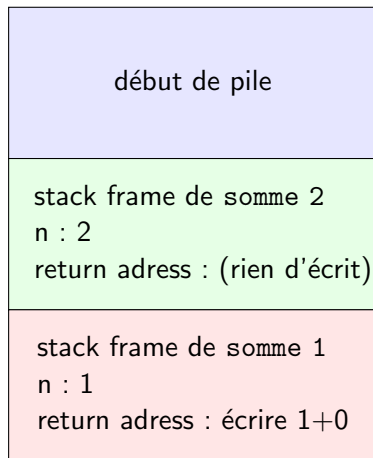 début de pile
stack frame de somme 2
n : 2
return adress : (rien d'écrit)
stack frame de somme 1
n : 1
return adress : écrire 1+0